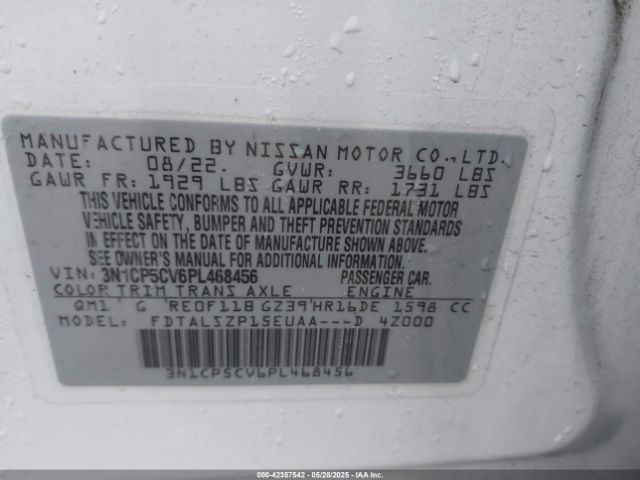 MANUFACTURED BY NISSAN MOTOR CO., LTD.
DATE: 08/22. GVWR: 3660 LBS
GAWR FR: 1929 LBS GAWR RR: 1731 LBS
THIS VEHICLE CONFORMS TO ALL APPLICABLE FEDERAL MOTOR
VEHICLE SAFETY, BUMPER AND THEFT PREVENTION STANDARDS
IN EFFECT ON THE DATE OF MANUFACTURE SHOWN ABOVE.
SEE OWNER'S MANUAL FOR ADDITIONAL INFORMATION.
VIN: 3N1CP5CV6PL468456 PASSENGER CAR.
COLOR TRIM TRANS AXLE ENGINE
QM1 G RE0F11B GZ39 HR16DE 1598 CC
MODEL: FDTALSZP15EUAA---D 4Z000
3N1CP5CV6PL468456
000-42357542 05/28/2025 IAAI.COM